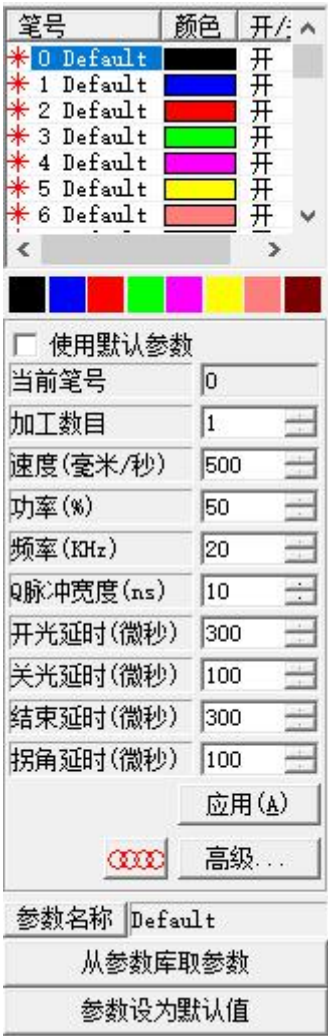 笔号 颜色 开/
0 Default 开
1 Default 开
2 Default 开
3 Default 开
4 Default 开
5 Default 开
6 Default 开
使用默认参数
当前笔号 0
加工数目 1
速度(毫米/秒) 500
功率(%) 50
频率(KHz) 20
Q脉冲宽度(ns) 10
开光延时(微秒) 300
关光延时(微秒) 100
结束延时(微秒) 300
拐角延时(微秒) 100
应用(A)
高级...
参数名称 Default
从参数库取参数
参数设为默认值